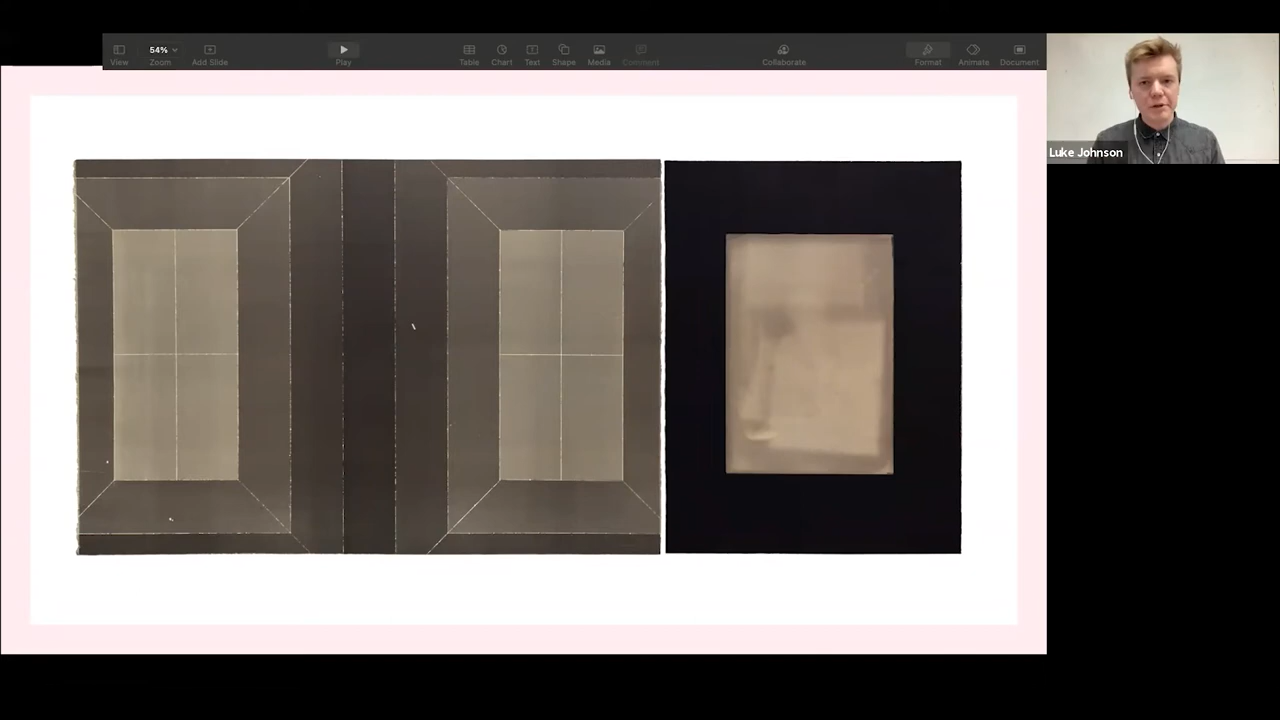 54%
View
Zoom
Add Slide
Play
Table
Chart
Text
Shape
Media
Comment
Collaborate
Format
Animate
Document
Luke Johnson